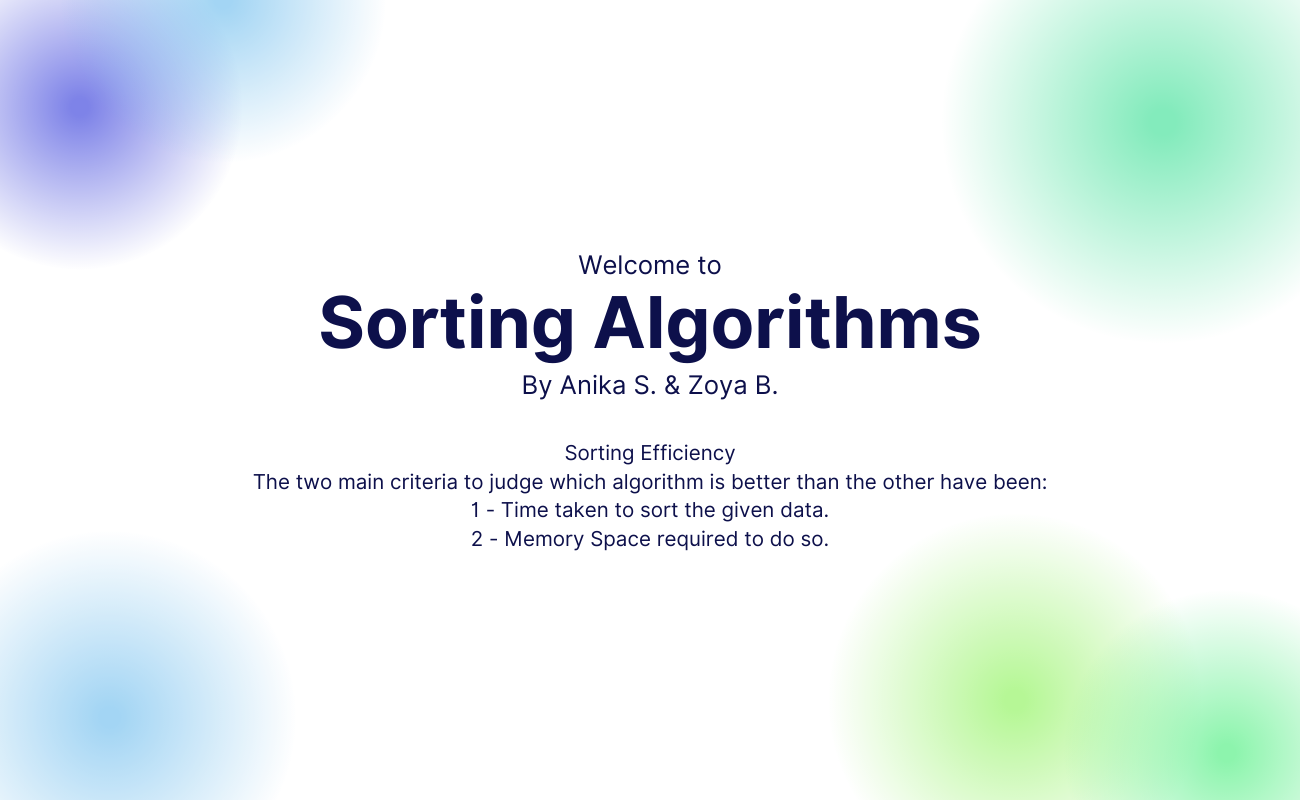 Welcome to
Sorting Algorithms
By Anika S. & Zoya B.
Sorting Efficiency
The two main criteria to judge which algorithm is better than the other have been:
1 - Time taken to sort the given data.
2 - Memory Space required to do so.